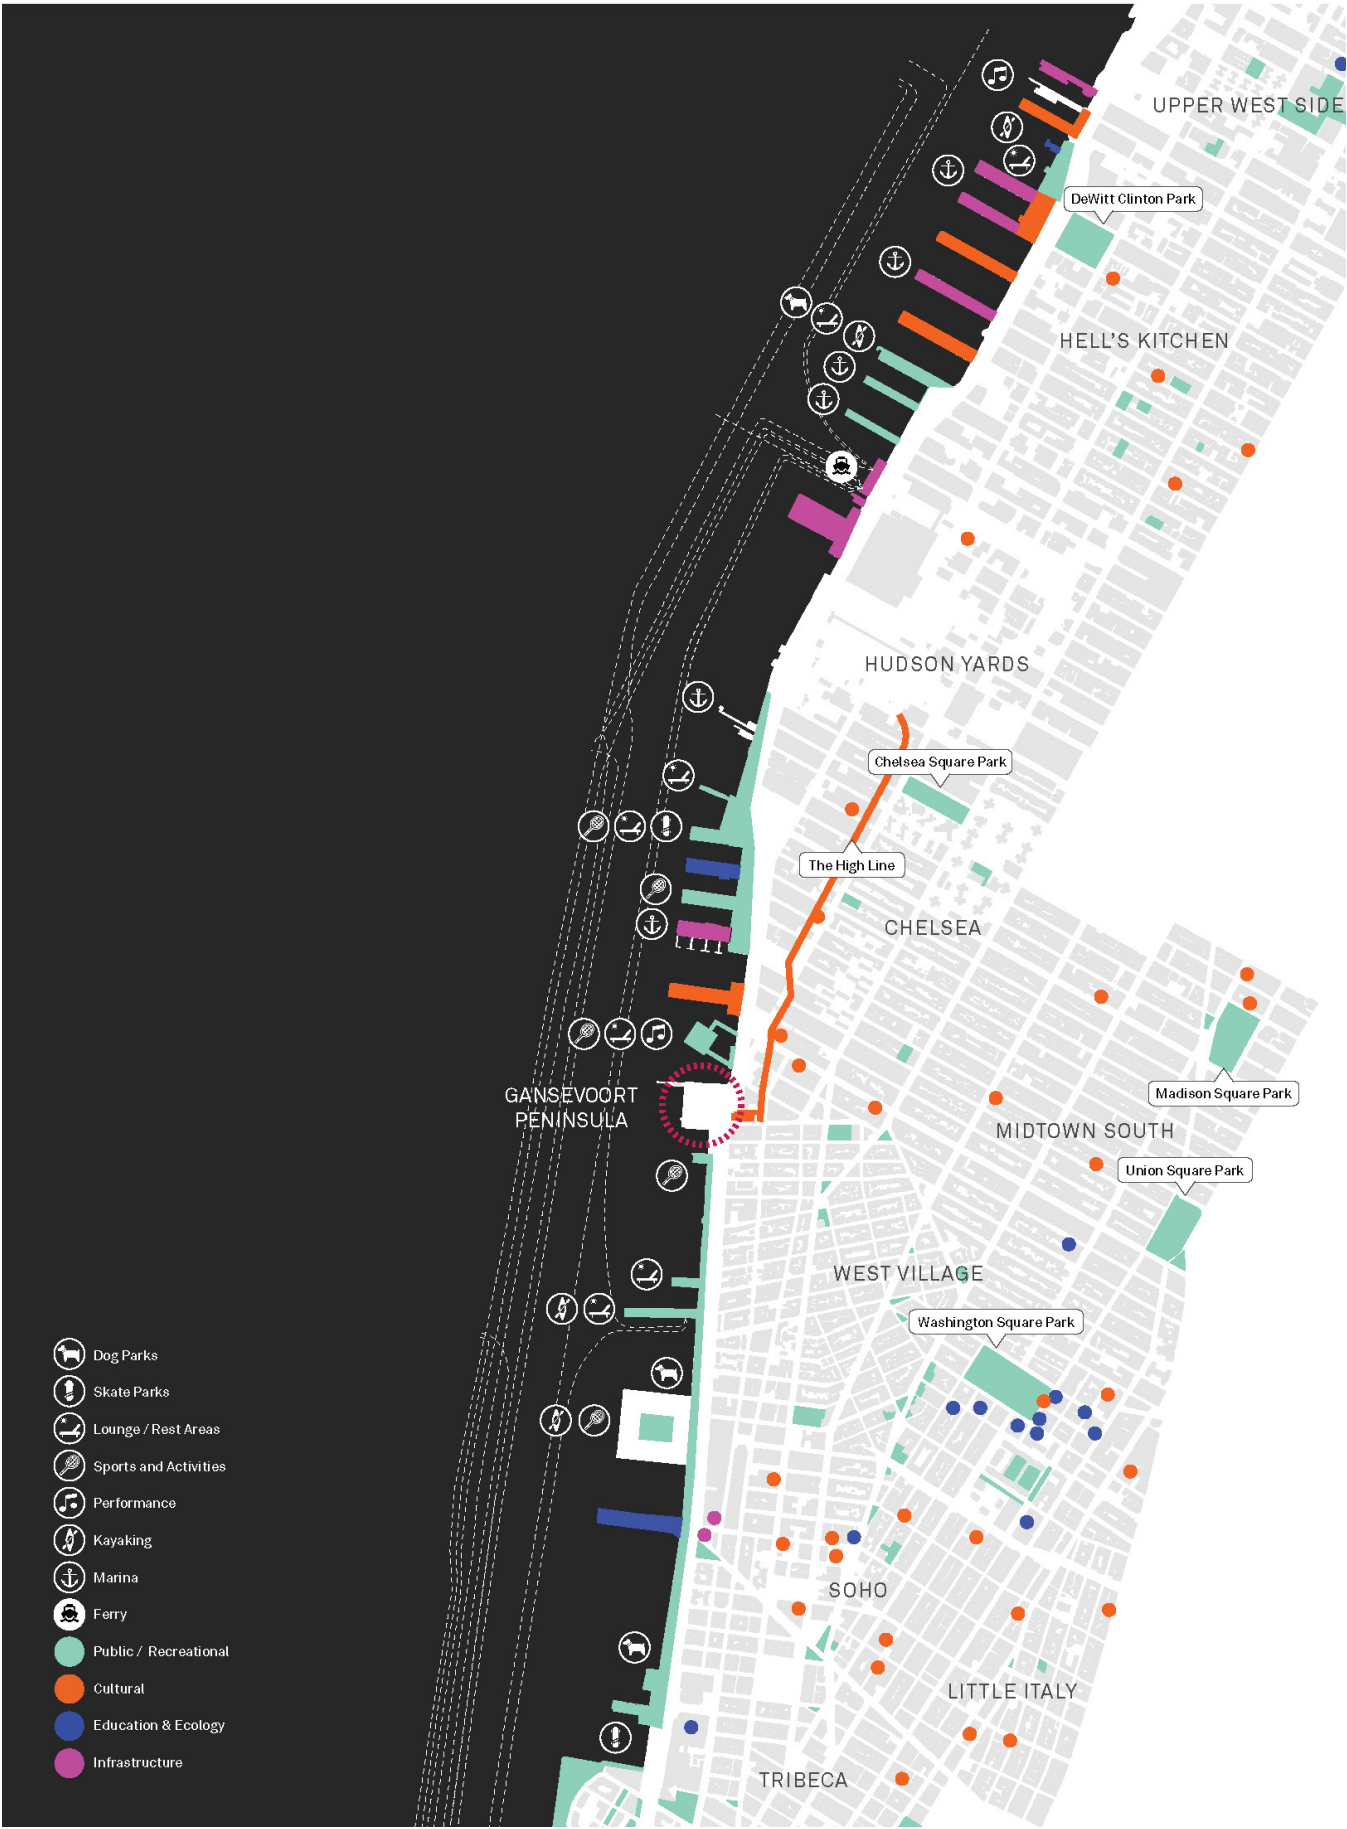 UPPER WEST SIDE
DeWitt Clinton Park
HELL'S KITCHEN
HUDSON YARDS
Chelsea Square Park
The High Line
CHELSEA
GANSEVOORT
PENINSULA
Madison Square Park
MIDTOWN SOUTH
Union Square Park
WEST VILLAGE
Washington Square Park
SOHO
LITTLE ITALY
TRIBECA
Dog Parks
Skate Parks
Lounge / Rest Areas
Sports and Activities
Performance
Kayaking
Marina
Ferry
Public / Recreational
Cultural
Education & Ecology
Infrastructure